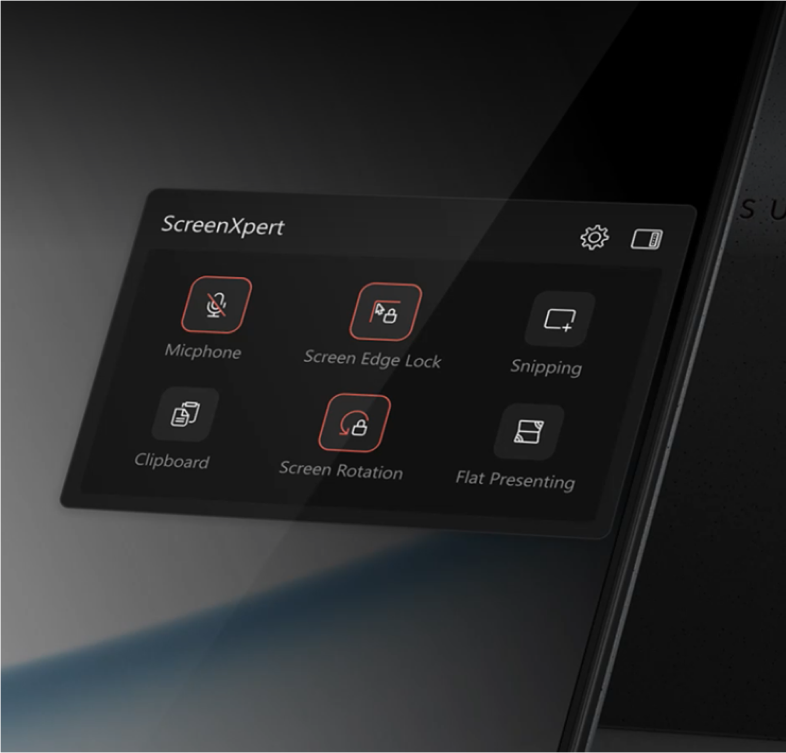 ScreenXpert
S U
Micphone
Screen Edge Lock
Snipping
Clipboard
Screen Rotation
Flat Presenting